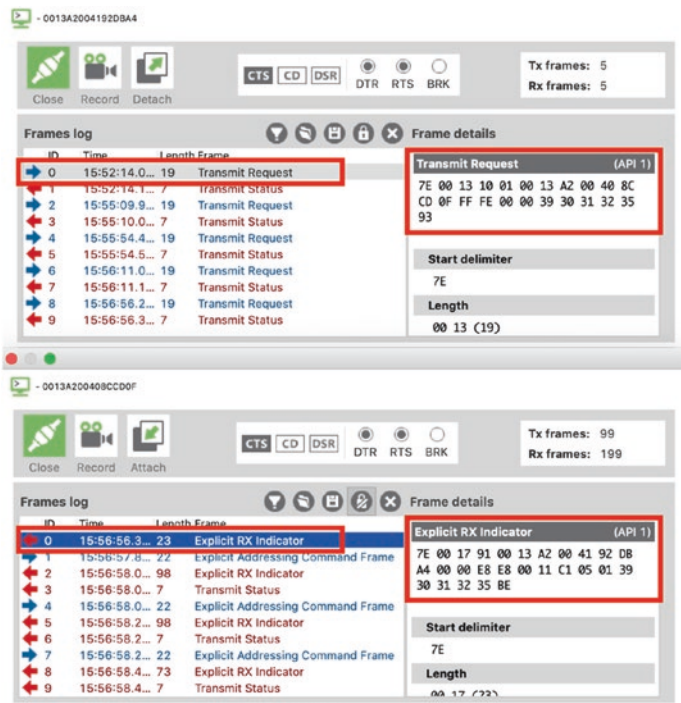 - 0013A2004192DBA4
Close Record Detach
CTS CD DSR DTR RTS BRK
Tx frames: 5
Rx frames: 5
Frames log
Frame details
ID Time Length Frame
0 15:52:14.0... 19 Transmit Request
1 15:52:14.1... 7 Transmit Status
2 15:55:09.9... 19 Transmit Request
3 15:55:10.0... 7 Transmit Status
4 15:55:54.4... 19 Transmit Request
5 15:55:54.5... 7 Transmit Status
6 15:56:11.0... 19 Transmit Request
7 15:56:11.1... 7 Transmit Status
8 15:56:56.2... 19 Transmit Request
9 15:56:56.3... 7 Transmit Status
Transmit Request (API 1)
7E 00 13 10 01 00 13 A2 00 40 8C
CD 0F FF FE 00 00 39 30 31 32 35
93
Start delimiter
7E
Length
00 13 (19)
- 0013A200408CCD0F
Close Record Attach
CTS CD DSR DTR RTS BRK
Tx frames: 99
Rx frames: 199
Frames log
Frame details
ID Time Length Frame
0 15:56:56.3... 23 Explicit RX Indicator
1 15:56:57.8... 22 Explicit Addressing Command Frame
2 15:56:58.0... 98 Explicit RX Indicator
3 15:56:58.0... 7 Transmit Status
4 15:56:58.0... 22 Explicit Addressing Command Frame
5 15:56:58.2... 98 Explicit RX Indicator
6 15:56:58.2... 7 Transmit Status
7 15:56:58.2... 22 Explicit Addressing Command Frame
8 15:56:58.4... 73 Explicit RX Indicator
9 15:56:58.4... 7 Transmit Status
Explicit RX Indicator (API 1)
7E 00 17 91 00 13 A2 00 41 92 DB
A4 00 00 E8 E8 00 11 C1 05 01 39
30 31 32 35 BE
Start delimiter
7E
Length
00 17 (23)